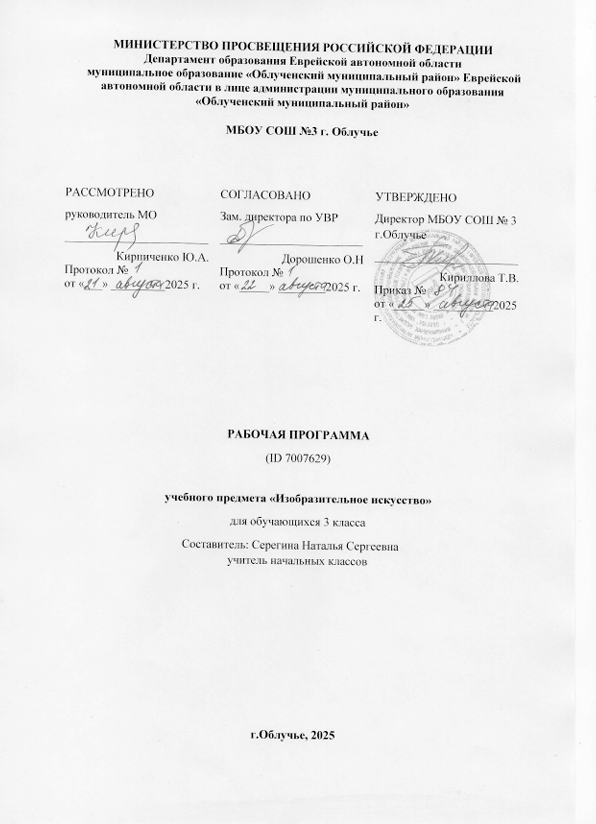 МИНИСТЕРСТВО ПРОСВЕЩЕНИЯ РОССИЙСКОЙ ФЕДЕРАЦИИ
Департамент образования Еврейской автономной области
муниципальное образование «Облученский муниципальный район» Еврейской
автономной области в лице администрации муниципального образования
«Облученский муниципальный район»
МБОУ СОШ №3 г. Облучье
РАССМОТРЕНО
руководитель МО
Кирпиченко Ю.А.
Протокол № 1
от «21» августа 2025 г.
СОГЛАСОВАНО
Зам. директора по УВР
Дорошенко О.Н
Протокол № 1
от «22» августа 2025 г.
УТВЕРЖДЕНО
Директор МБОУ СОШ № 3
г.Облучье
Кириллова Т.В.
Приказ № 84
от «25» августа 2025
г.
РАБОЧАЯ ПРОГРАММА
(ID 7007629)
учебного предмета «Изобразительное искусство»
для обучающихся 3 класса
Составитель: Серегина Наталья Сергеевна
учитель начальных классов
г.Облучье, 2025